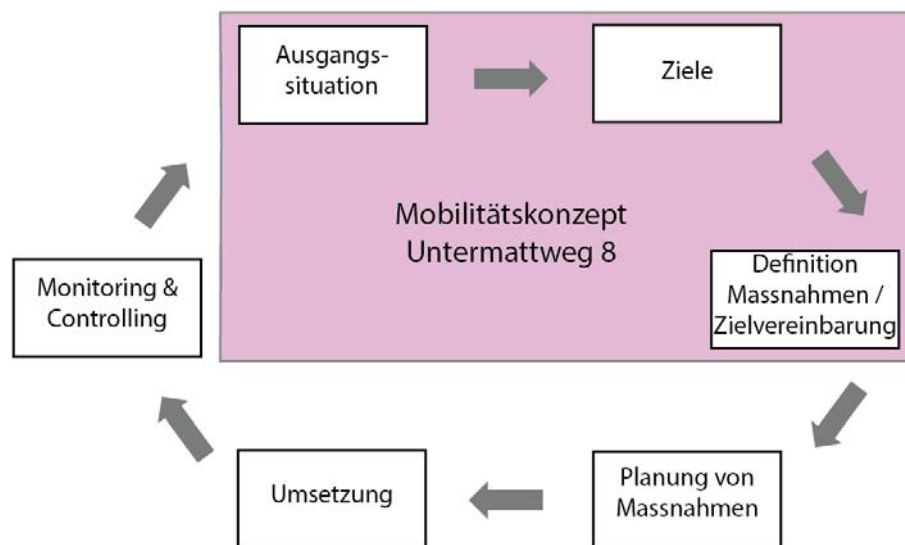 Ausgangs-
situation
Ziele
Mobilitätskonzept
Untermattweg 8
Definition
Massnahmen /
Zielvereinbarung
Monitoring &
Controlling
Umsetzung
Planung von
Massnahmen